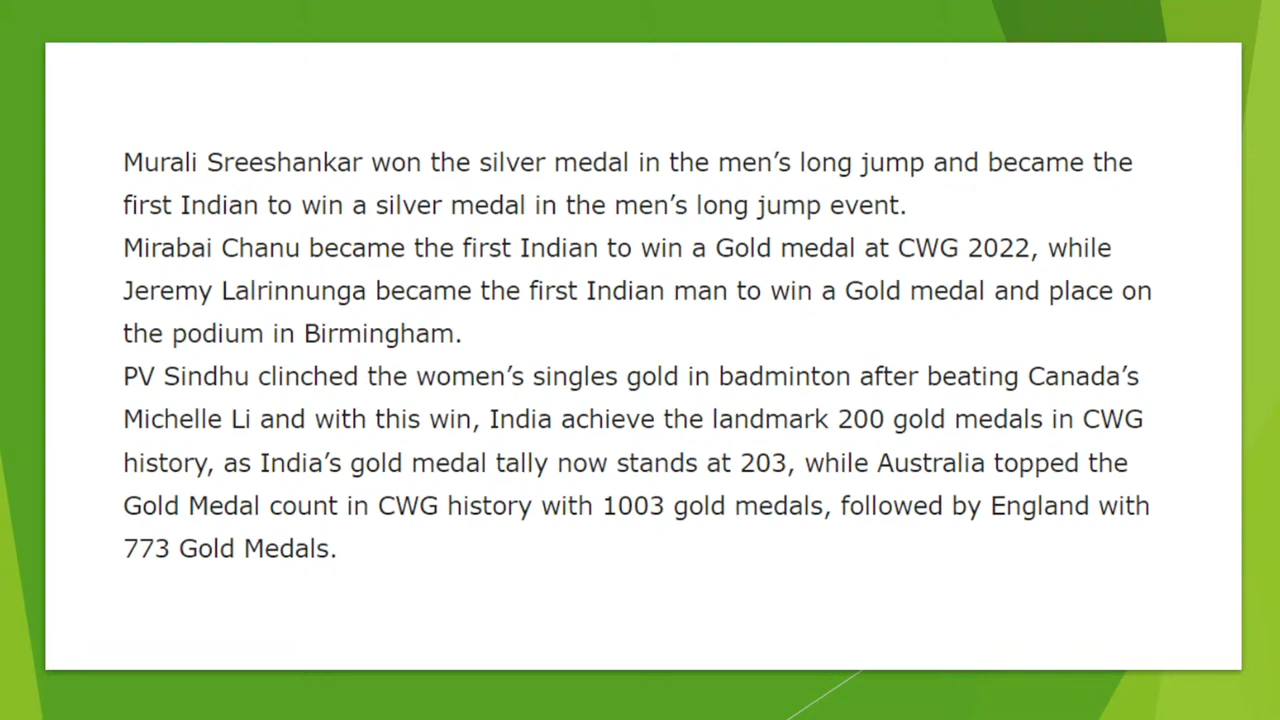 Murali Sreeshankar won the silver medal in the men’s long jump and became the
first Indian to win a silver medal in the men’s long jump event.
Mirabai Chanu became the first Indian to win a Gold medal at CWG 2022, while
Jeremy Lalrinnunga became the first Indian man to win a Gold medal and place on
the podium in Birmingham.
PV Sindhu clinched the women’s singles gold in badminton after beating Canada’s
Michelle Li and with this win, India achieve the landmark 200 gold medals in CWG
history, as India’s gold medal tally now stands at 203, while Australia topped the
Gold Medal count in CWG history with 1003 gold medals, followed by England with
773 Gold Medals.